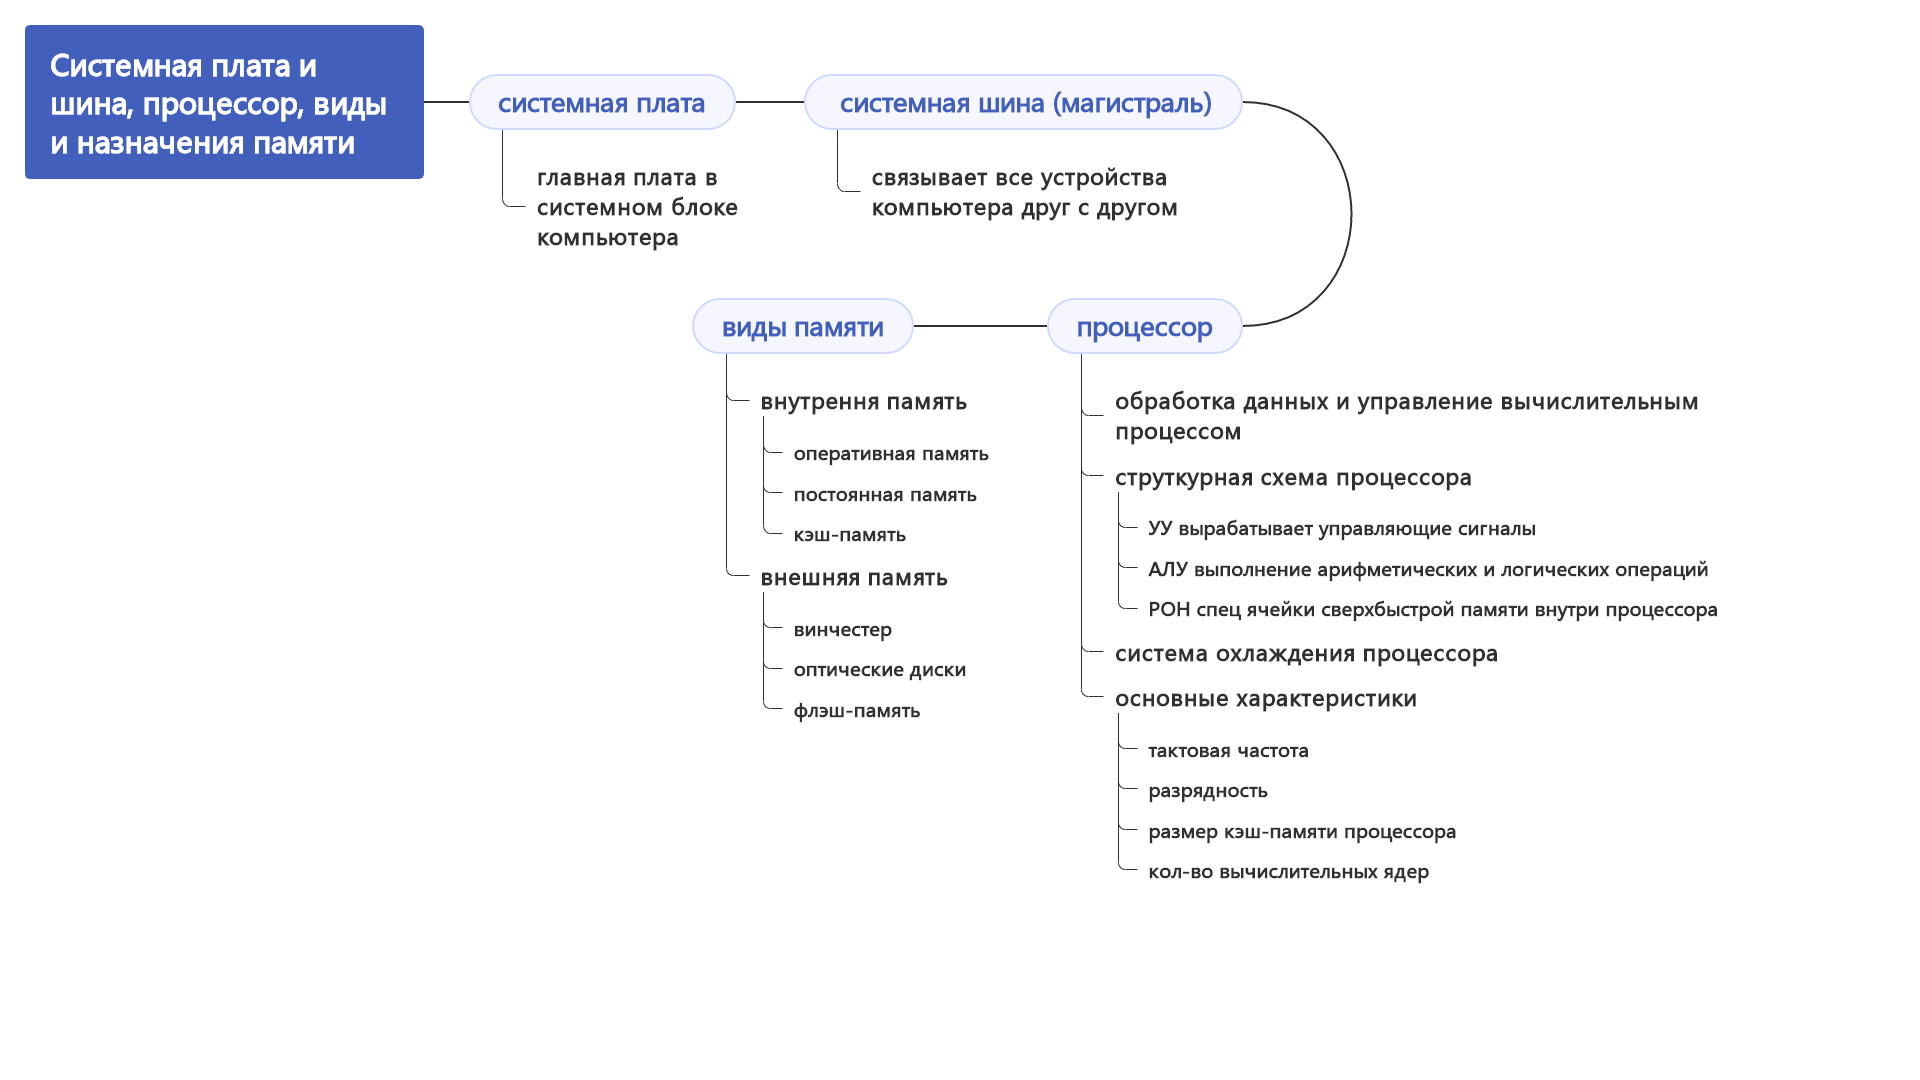 Системная плата и
шина, процессор, виды
и назначения памяти
системная плата
главная плата в
системном блоке
компьютера
системная шина (магистраль)
связывает все устройства
компьютера друг с другом
процессор
обработка данных и управление вычислительным
процессом
струткурная схема процессора
УУ вырабатывает управляющие сигналы
АЛУ выполнение арифметических и логических операций
РОН спец ячейки сверхбыстрой памяти внутри процессора
система охлаждения процессора
основные характеристики
тактовая частота
разрядность
размер кэш-памяти процессора
кол-во вычислительных ядер
виды памяти
внутрення память
оперативная память
постоянная память
кэш-память
внешняя память
винчестер
оптические диски
флэш-память